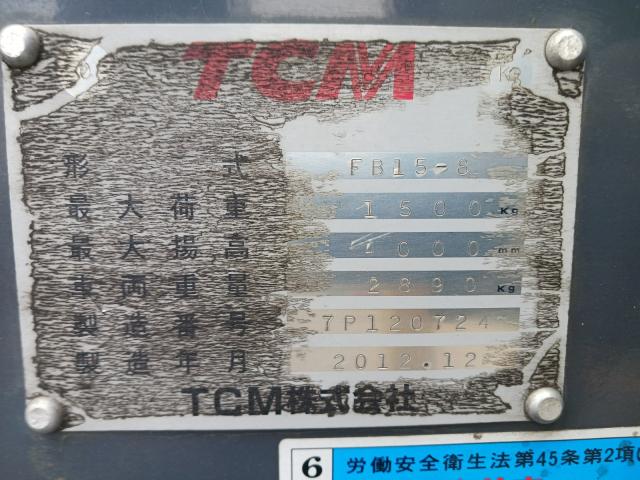 TCM
形 式 FB15-8
最大荷重 1500 Kg
最大揚高 4000 mm
車両重量 2890 Kg
製造番号 7P120724
製造年月 2012.12
TCM株式会社
6 労働安全衛生法第45条第2項